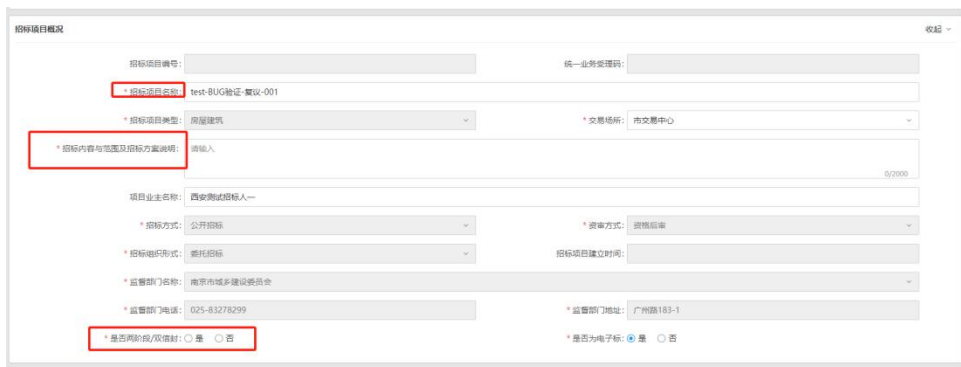 招标项目概况 收起
招标项目编号: 统一业务受理码:
* 招标项目名称: test-BUG验证-复议-001
* 招标项目类型: 房屋建筑 * 交易场所: 市交易中心
* 招标内容与范围及招标方案说明: 请输入
0/2000
项目业主名称: 西安测试招标人一
* 招标方式: 公开招标 * 资审方式: 资格后审
* 招标组织形式: 委托招标 招标项目建立时间:
* 监督部门名称: 南京市城乡建设委员会
* 监督部门电话: 025-83278299 * 监督部门地址: 广州路183-1
* 是否两阶段/双信封: 是 否 * 是否为电子标: 是 否